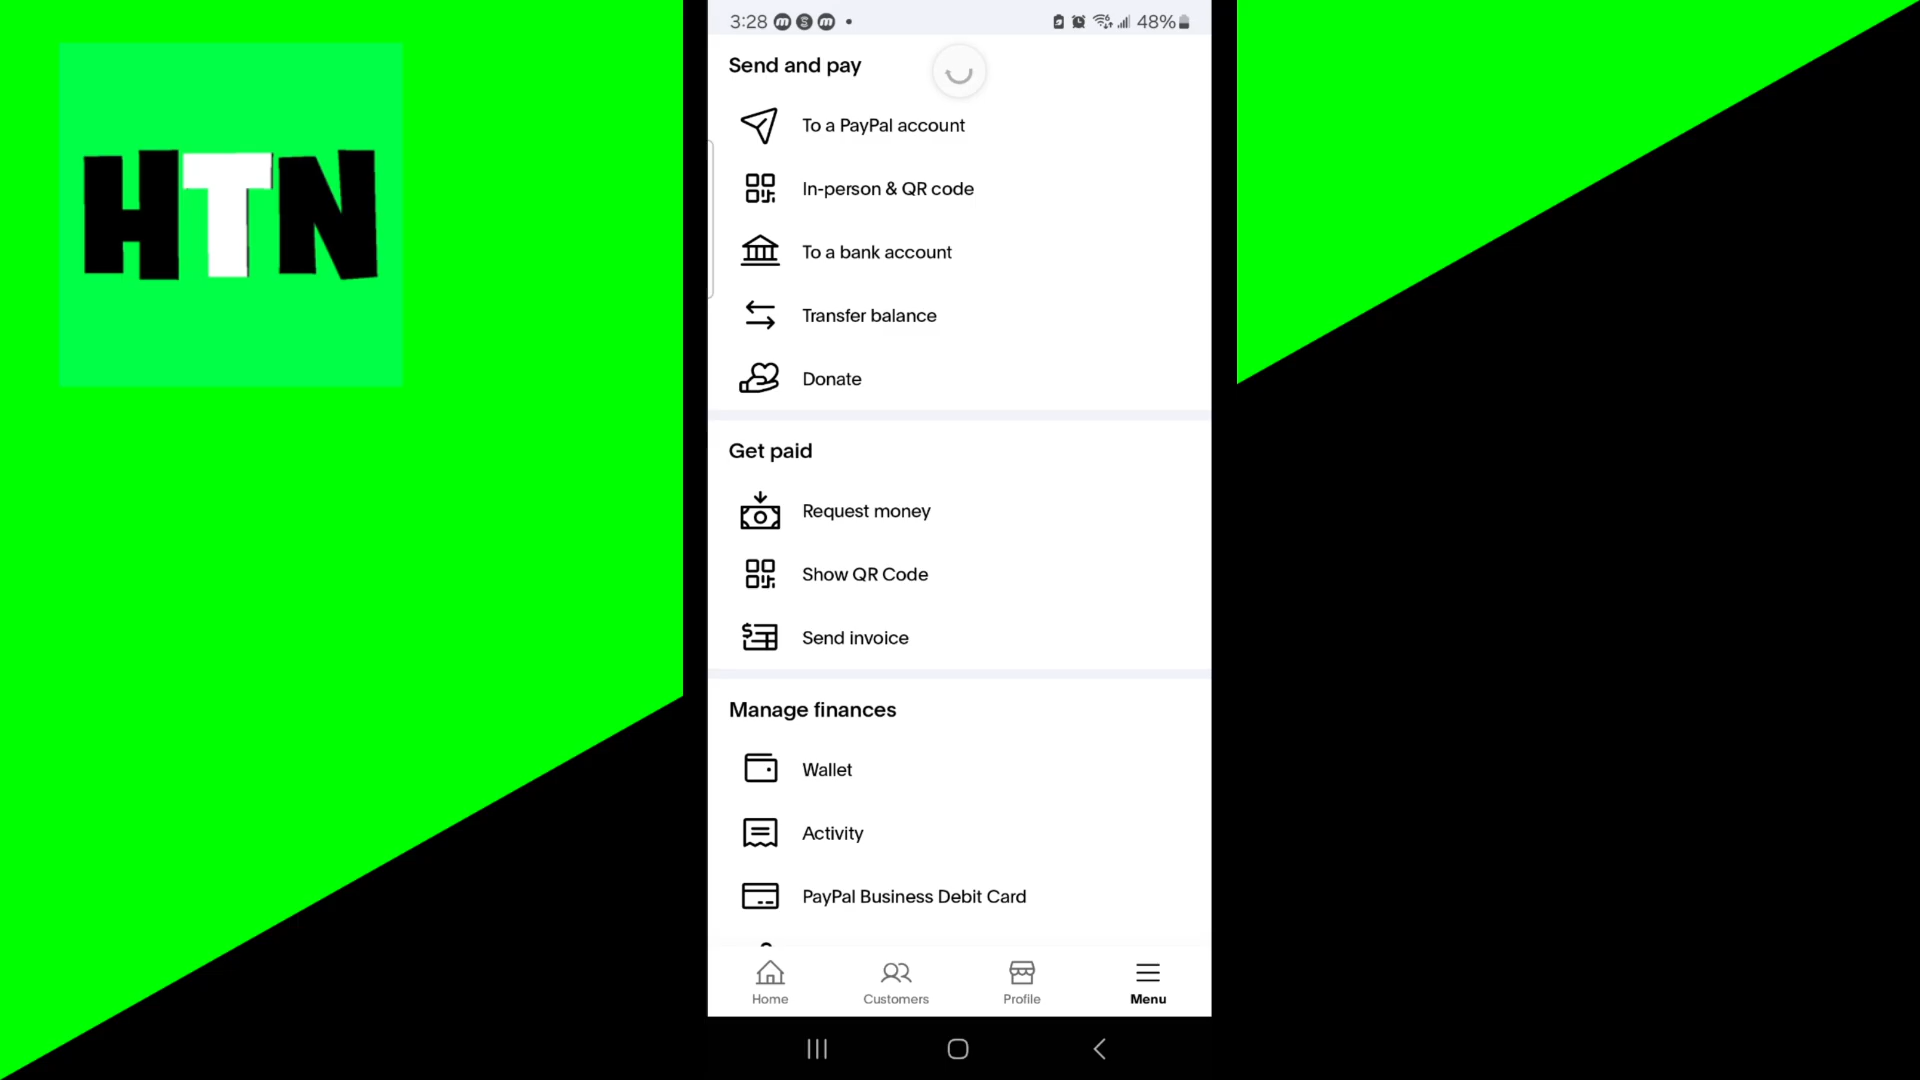 HTN
3:28
48%
Send and pay
To a PayPal account
In-person & QR code
To a bank account
Transfer balance
Donate
Get paid
Request money
Show QR Code
Send invoice
Manage finances
Wallet
Activity
PayPal Business Debit Card
Home
Customers
Profile
Menu